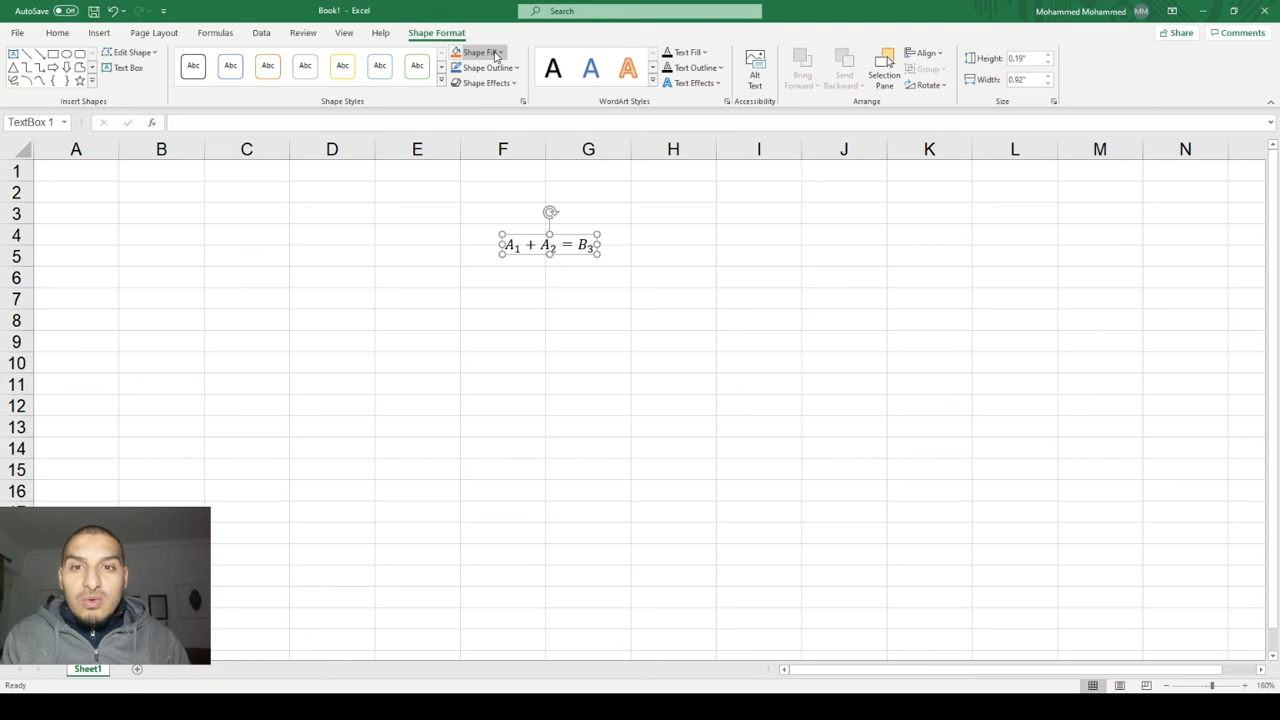 AutoSave Off Book1 - Excel Search Mohammed Mohammed MM
File Home Insert Page Layout Formulas Data Review View Help Shape Format Share Comments
Edit Shape
Text Box
Insert Shapes
Abc Abc Abc Abc Abc Abc Abc
Shape Styles
Shape Fill
Shape Outline
Shape Effects
A A A
WordArt Styles
Text Fill
Text Outline
Text Effects
Alt Text
Accessibility
Bring Forward
Send Backward
Selection Pane
Align
Group
Rotate
Arrange
Height: 0.19"
Width: 0.92"
Size
TextBox 1 fx
A B C D E F G H I J K L M N
1
2
3
4
5
6
7
8
9
10
11
12
13
14
15
16
A₁ + A₂ = B₃
Sheet1
Ready 160%